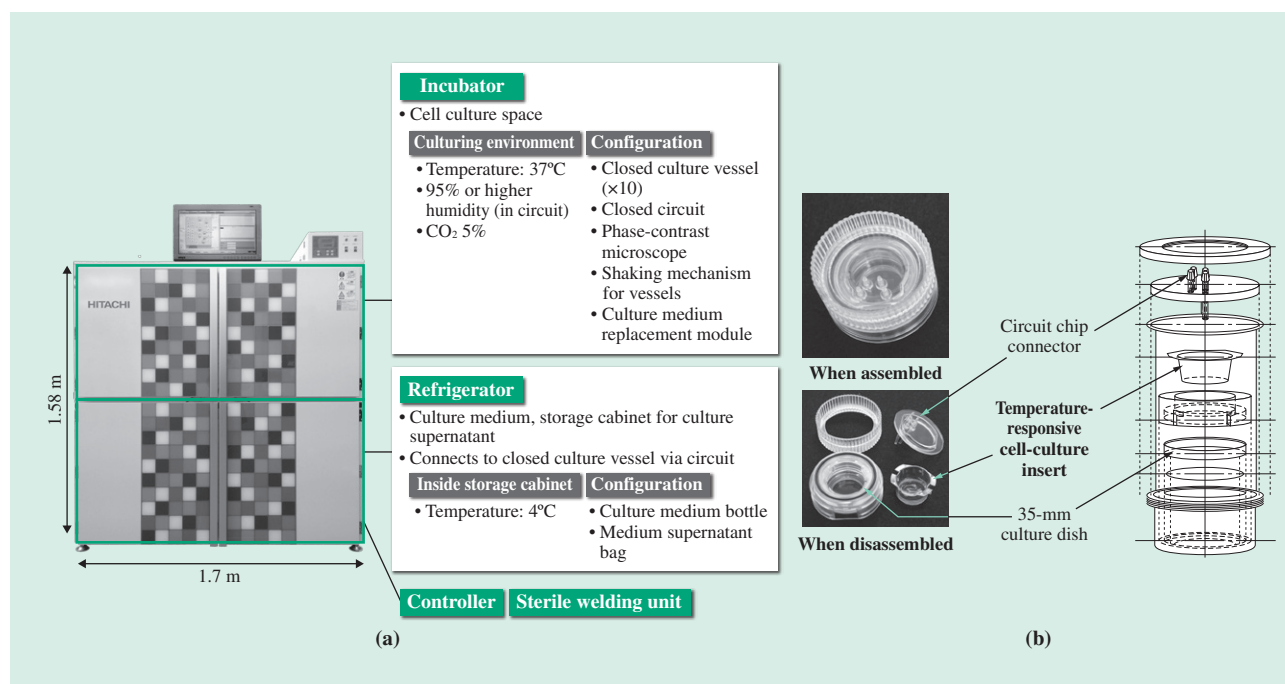 HITACHI
1.58 m
1.7 m
Incubator
• Cell culture space
Culturing environment
• Temperature: 37ºC
• 95% or higher
humidity (in circuit)
• CO₂ 5%
Configuration
• Closed culture vessel
(×10)
• Closed circuit
• Phase-contrast
microscope
• Shaking mechanism
for vessels
• Culture medium
replacement module
Refrigerator
• Culture medium, storage cabinet for culture
supernatant
• Connects to closed culture vessel via circuit
Inside storage cabinet
• Temperature: 4ºC
Configuration
• Culture medium bottle
• Medium supernatant
bag
Controller
Sterile welding unit
(a)
When assembled
When disassembled
Circuit chip
connector
Temperature-
responsive
cell-culture
insert
35-mm
culture dish
(b)